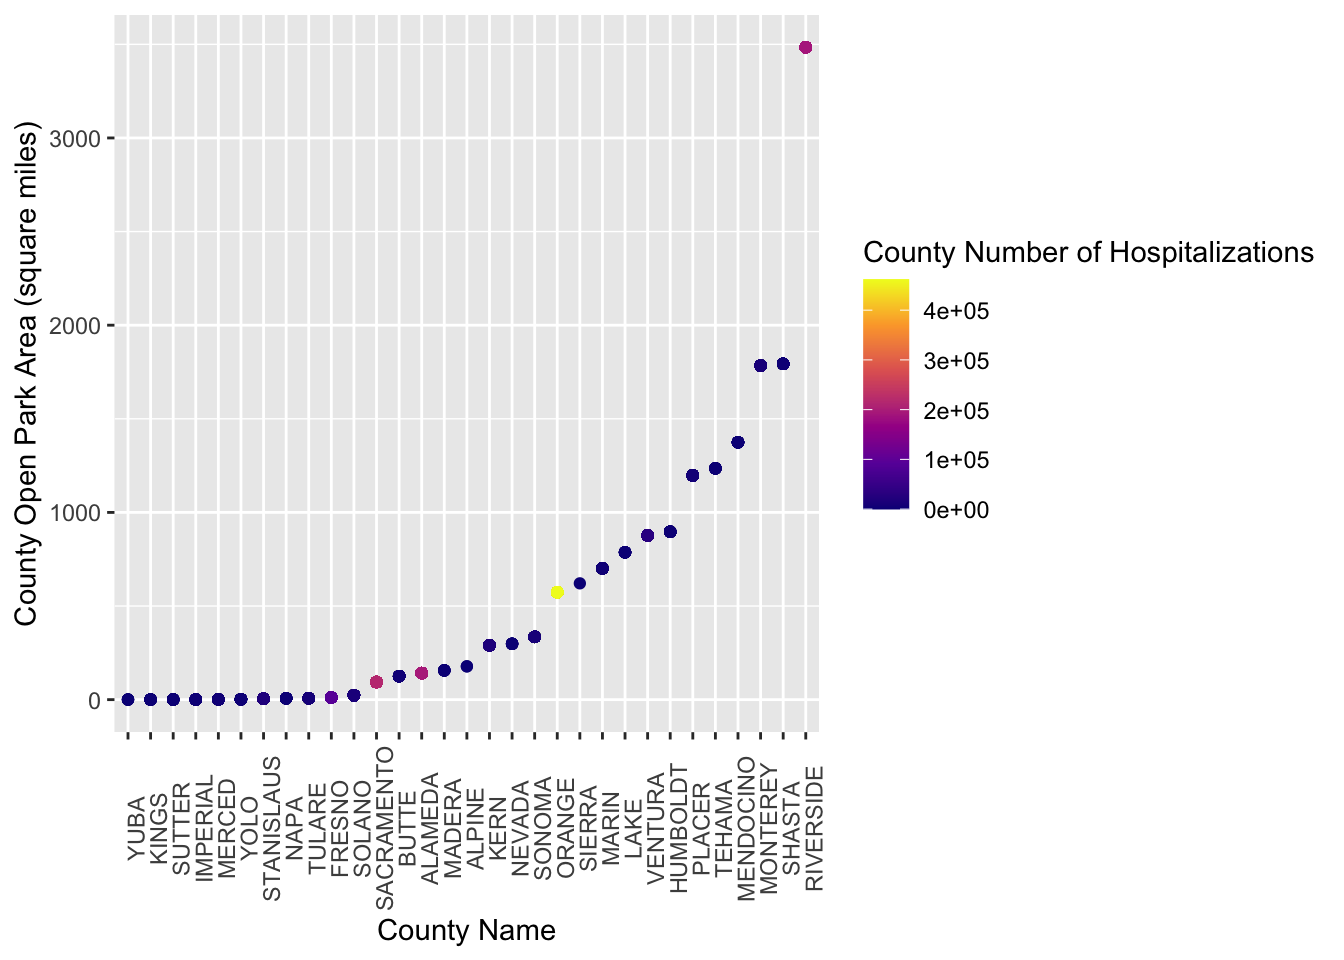 County Open Park Area (square miles)
3000
2000
1000
0
YUBA
KINGS
SUTTER
IMPERIAL
MERCED
YOLO
STANISLAUS
NAPA
TULARE
FRESNO
SOLANO
SACRAMENTO
BUTTE
ALAMEDA
MADERA
ALPINE
KERN
NEVADA
SONOMA
ORANGE
SIERRA
MARIN
LAKE
VENTURA
HUMBOLDT
PLACER
TEHAMA
MENDOCINO
MONTEREY
SHASTA
RIVERSIDE
County Name
County Number of Hospitalizations
4e+05
3e+05
2e+05
1e+05
0e+00